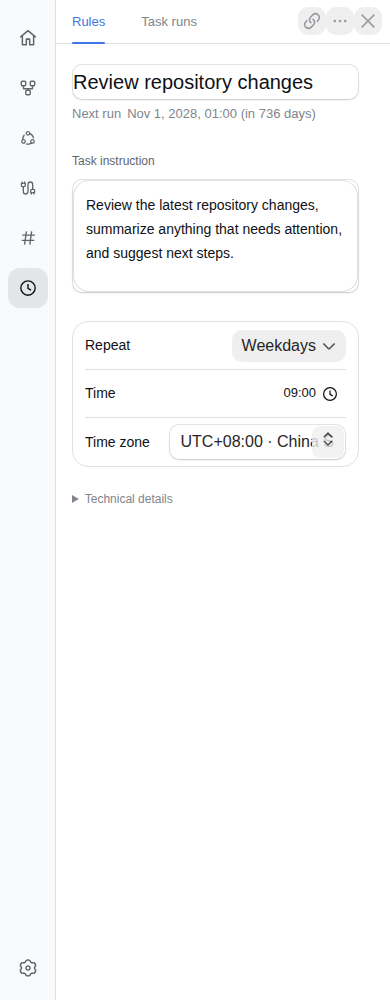 Rules
Task runs
Review repository changes
Next run Nov 1, 2028, 01:00 (in 736 days)
Task instruction
Review the latest repository changes,
summarize anything that needs attention,
and suggest next steps.
Repeat
Weekdays
Time
09:00
Time zone
UTC+08:00 · China
Technical details